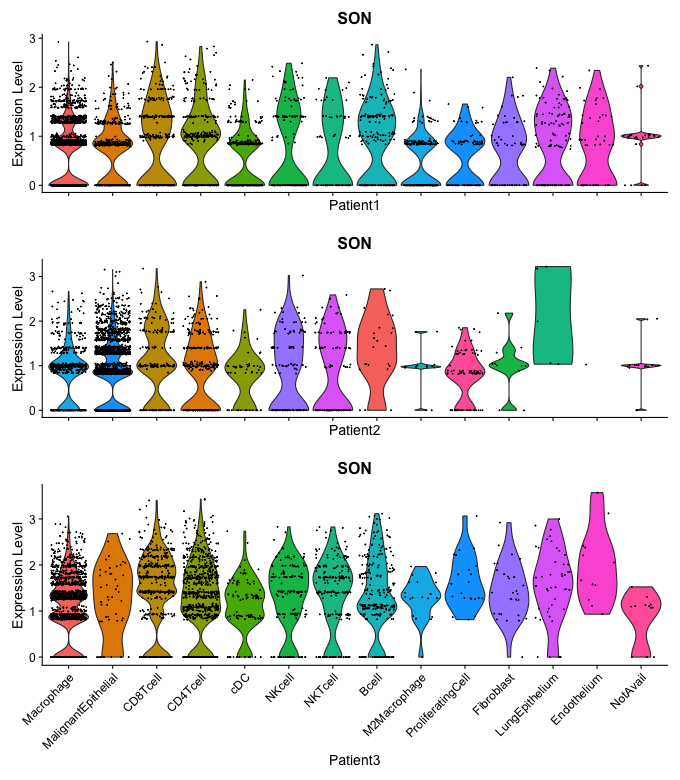 SON
Expression Level
3
2
1
0
Patient1
SON
Expression Level
3
2
1
0
Patient2
SON
Expression Level
3
2
1
0
Macrophage
MalignantEpithelial
CD8Tcell
CD4Tcell
cDC
NKcell
NKTcell
Bcell
M2Macrophage
ProliferatingCell
Fibroblast
LungEpithelium
Endothelium
NotAvail
Patient3